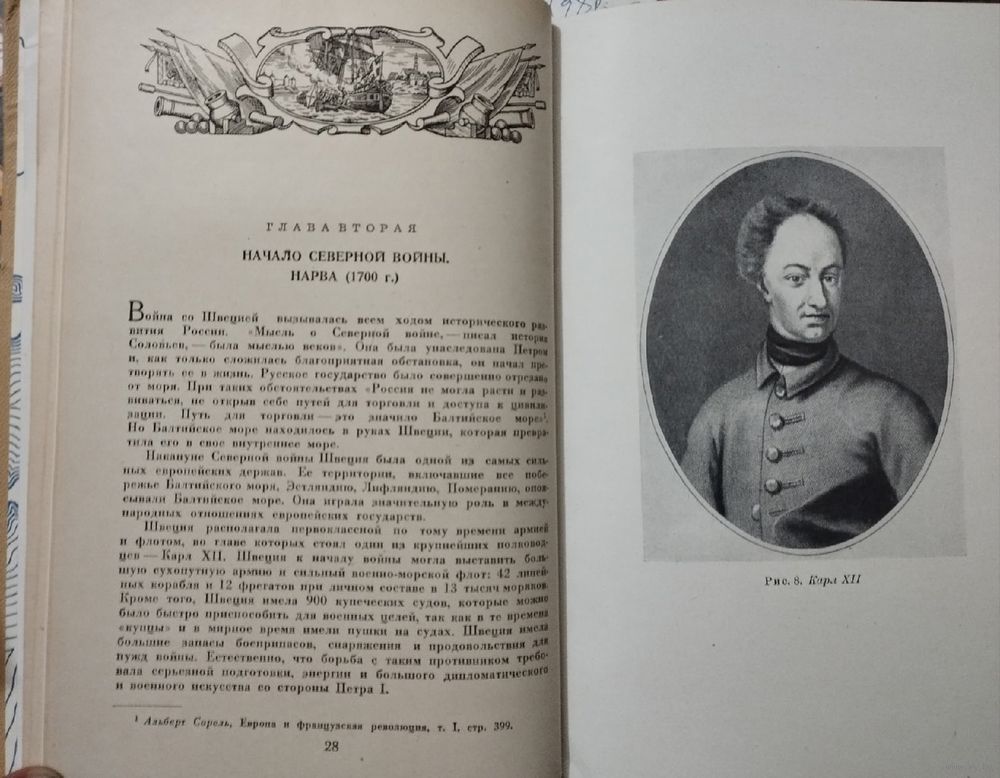 ГЛАВА ВТОРАЯ
НАЧАЛО СЕВЕРНОЙ ВОЙНЫ.
НАРВА (1700 г.)
Война со Швецией вызывалась всем ходом исторического раз-
вития России. «Мысль о Северной войне, — писал историк
Соловьев, — была мыслью веков». Она была унаследована Петром
и, как только сложилась благоприятная обстановка, он начал пре-
творять ее в жизнь. Русское государство было совершенно отрезано
от моря. При таких обстоятельствах «Россия не могла расти и раз-
виваться, не открыв себе путей для торговли и доступа к цивили-
зации. Путь для торговли — это значило Балтийское море»¹.
Но Балтийское море находилось в руках Швеции, которая превра-
тила его в свое внутреннее море.
Накануне Северной войны Швеция была одной из самых силь-
ных европейских держав. Ее территории, включавшие все побе-
режье Балтийского моря, Эстляндию, Лифляндию, Померанию, опоя-
сывали Балтийское море. Она играла значительную роль в между-
народных отношениях европейских государств.
Швеция располагала первоклассной по тому времени армией
и флотом, во главе которых стоял один из крупнейших полковод-
цев — Карл XII. Швеция к началу войны могла выставить боль-
шую сухопутную армию и сильный военно-морской флот: 42 линей-
ных корабля и 12 фрегатов при личном составе в 13 тысяч моряков.
Кроме того, Швеция имела 900 купеческих судов, которые можно
было быстро приспособить для военных целей, так как в те времена
«купцы» и в мирное время имели пушки на судах. Швеция имела
большие запасы боеприпасов, снаряжения и продовольствия для
нужд войны. Естественно, что борьба с таким противником требо-
вала серьезной подготовки, энергии и большого дипломатического
и военного искусства со стороны Петра I.
¹ Альберт Сорель, Европа и французская революция, т. I, стр. 399.
28
Рис. 8. Карл XII